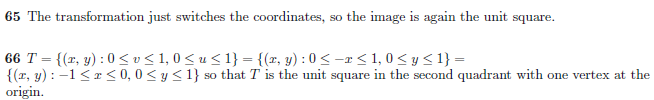 65 The transformation just switches the coordinates, so the image is again the unit square.
66 T = {(x, y) : 0 ≤ v ≤ 1, 0 ≤ u ≤ 1} = {(x, y) : 0 ≤ −x ≤ 1, 0 ≤ y ≤ 1} =
{(x, y) : −1 ≤ x ≤ 0, 0 ≤ y ≤ 1} so that T is the unit square in the second quadrant with one vertex at the
origin.